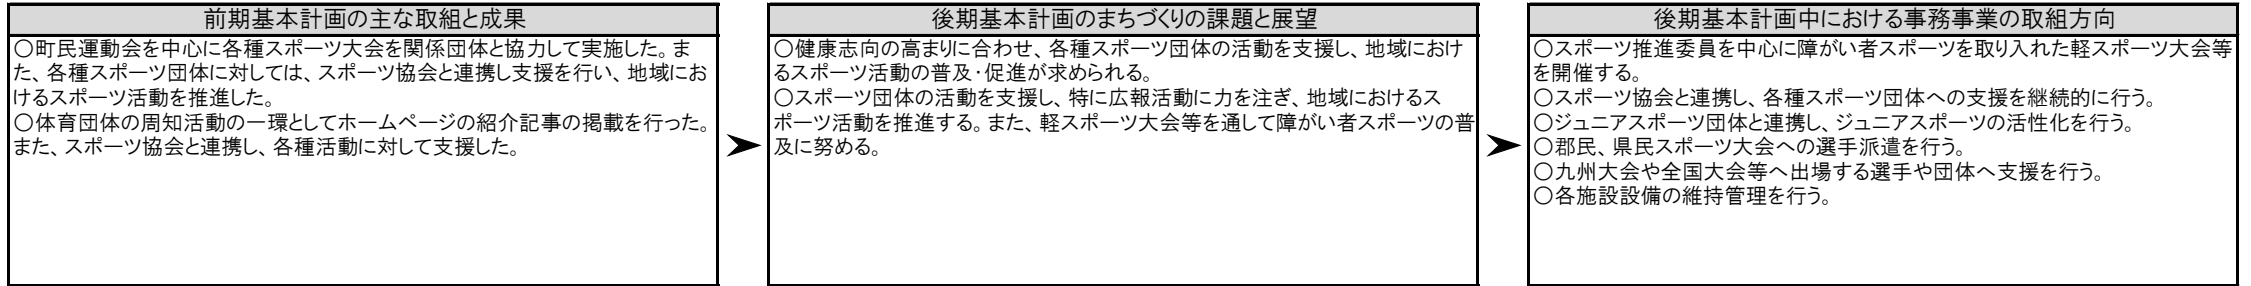 前期基本計画の主な取組と成果
〇町民運動会を中心に各種スポーツ大会を関係団体と協力して実施した。ま
た、各種スポーツ団体に対しては、スポーツ協会と連携し支援を行い、地域にお
けるスポーツ活動を推進した。
〇体育団体の周知活動の一環としてホームページの紹介記事の掲載を行った。
また、スポーツ協会と連携し、各種活動に対して支援した。
後期基本計画のまちづくりの課題と展望
〇健康志向の高まりに合わせ、各種スポーツ団体の活動を支援し、地域におけ
るスポーツ活動の普及・促進が求められる。
〇スポーツ団体の活動を支援し、特に広報活動に力を注ぎ、地域におけるス
ポーツ活動を推進する。また、軽スポーツ大会等を通して障がい者スポーツの普
及に努める。
後期基本計画中における事務事業の取組方向
〇スポーツ推進委員を中心に障がい者スポーツを取り入れた軽スポーツ大会等
を開催する。
〇スポーツ協会と連携し、各種スポーツ団体への支援を継続的に行う。
〇ジュニアスポーツ団体と連携し、ジュニアスポーツの活性化を行う。
〇郡民、県民スポーツ大会への選手派遣を行う。
〇九州大会や全国大会等へ出場する選手や団体へ支援を行う。
〇各施設設備の維持管理を行う。